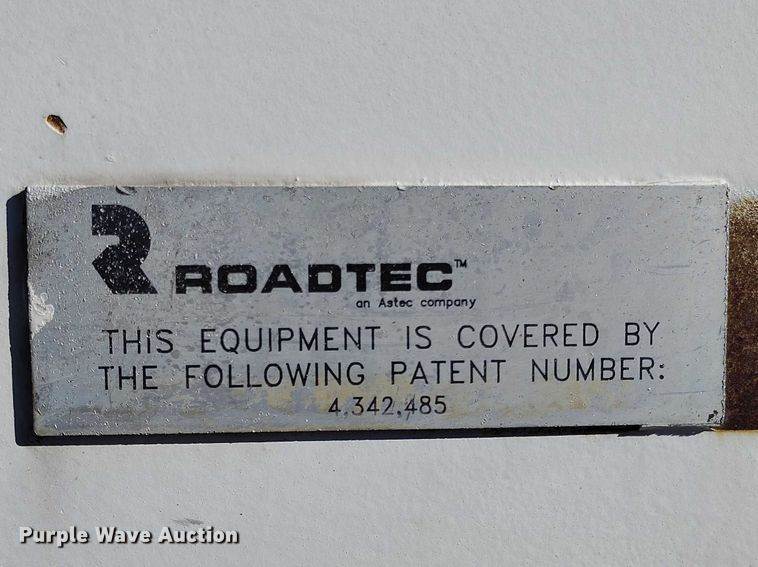 R ROADTEC™
an Astec company
THIS EQUIPMENT IS COVERED BY
THE FOLLOWING PATENT NUMBER:
4,342,485
Purple Wave Auction